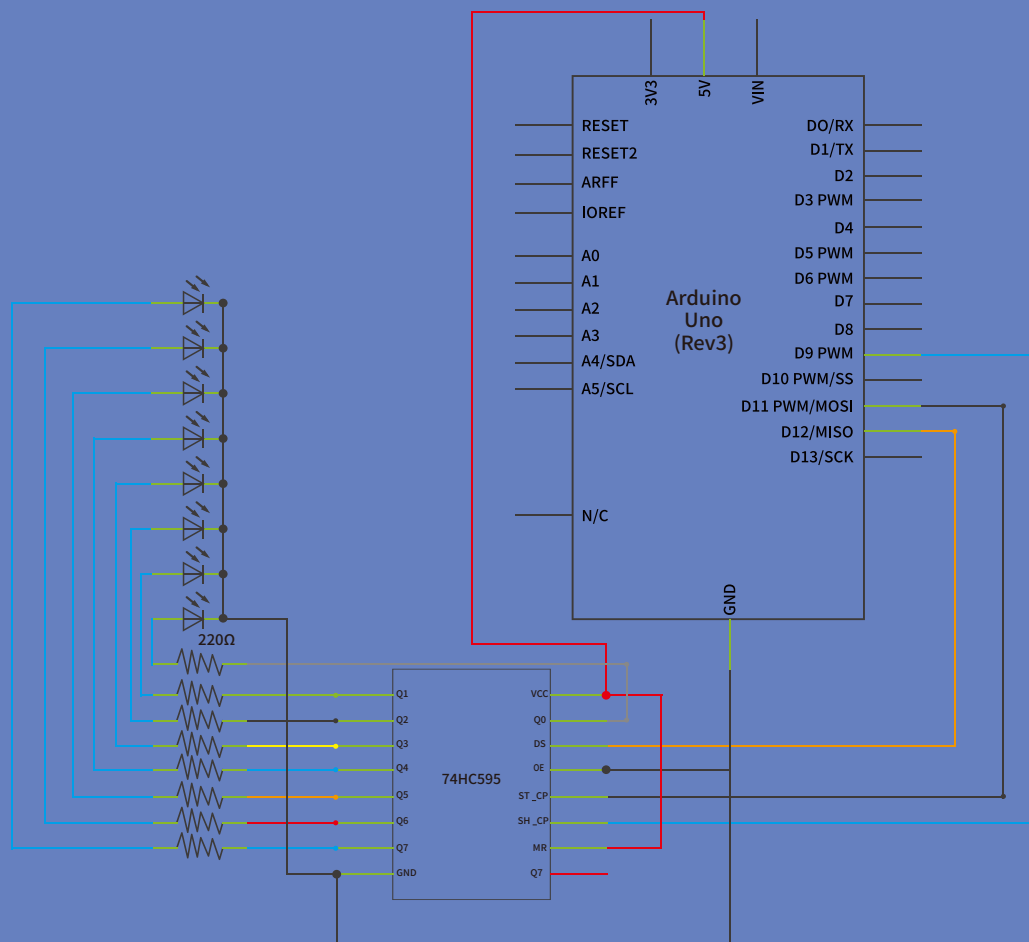 3V3
5V
VIN
RESET
RESET2
ARFF
IOREF
A0
A1
A2
A3
A4/SDA
A5/SCL
N/C
Arduino
Uno
(Rev3)
DO/RX
D1/TX
D2
D3 PWM
D4
D5 PWM
D6 PWM
D7
D8
D9 PWM
D10 PWM/SS
D11 PWM/MOSI
D12/MISO
D13/SCK
GND
220Ω
Q1
Q2
Q3
Q4
Q5
Q6
Q7
GND
74HC595
VCC
Q0
DS
OE
ST_CP
SH_CP
MR
Q7